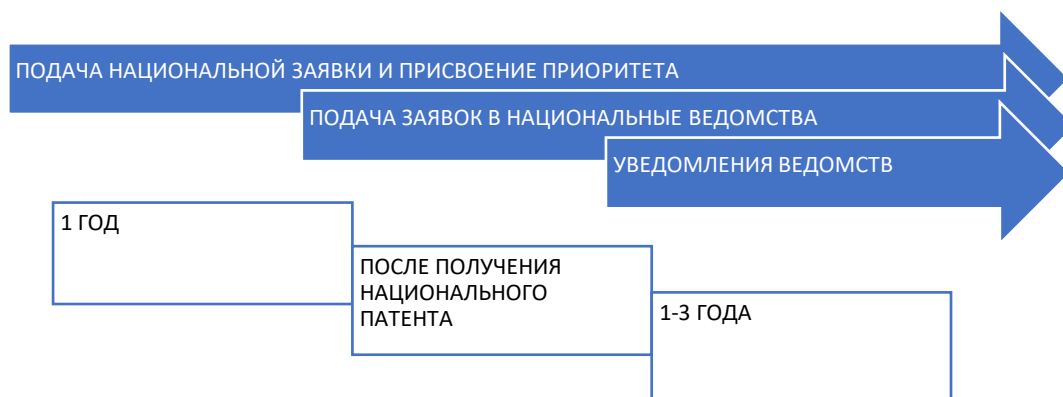 ПОДАЧА НАЦИОНАЛЬНОЙ ЗАЯВКИ И ПРИСВОЕНИЕ ПРИОРИТЕТА
ПОДАЧА ЗАЯВОК В НАЦИОНАЛЬНЫЕ ВЕДОМСТВА
УВЕДОМЛЕНИЯ ВЕДОМСТВ
1 ГОД
ПОСЛЕ ПОЛУЧЕНИЯ
НАЦИОНАЛЬНОГО
ПАТЕНТА
1-3 ГОДА